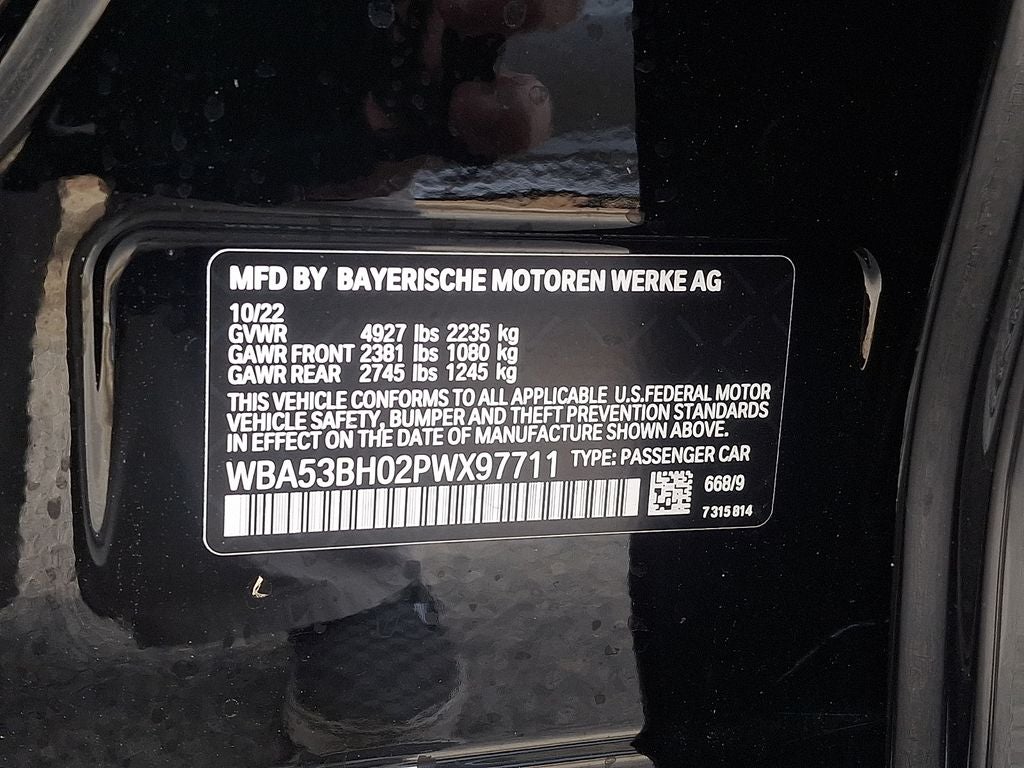 MFD BY BAYERISCHE MOTOREN WERKE AG
10/22
GVWR 4927 lbs 2235 kg
GAWR FRONT 2381 lbs 1080 kg
GAWR REAR 2745 lbs 1245 kg
THIS VEHICLE CONFORMS TO ALL APPLICABLE U.S.FEDERAL MOTOR
VEHICLE SAFETY, BUMPER AND THEFT PREVENTION STANDARDS
IN EFFECT ON THE DATE OF MANUFACTURE SHOWN ABOVE.
WBA53BH02PWX97711 TYPE: PASSENGER CAR
668/9
7 315 814